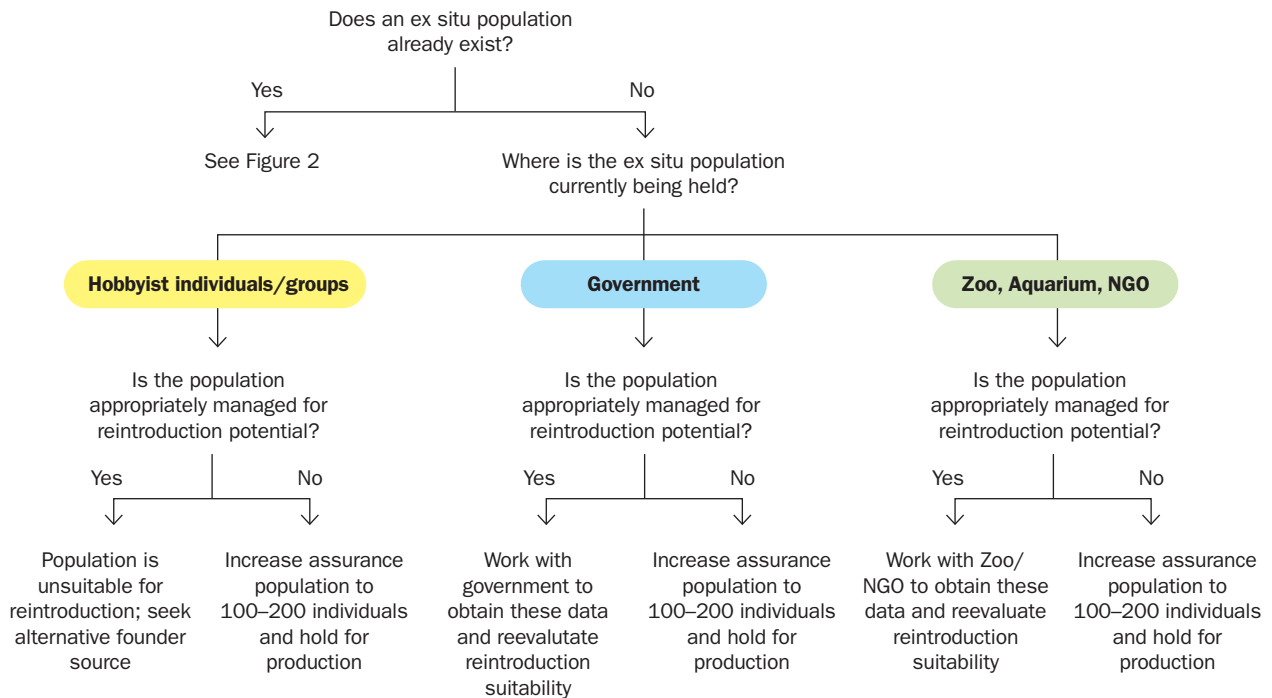 Does an ex situ population
already exist?
Yes
No
See Figure 2
Where is the ex situ population
currently being held?
Hobbyist individuals/groups
Government
Zoo, Aquarium, NGO
Is the population
appropriately managed for
reintroduction potential?
Is the population
appropriately managed for
reintroduction potential?
Is the population
appropriately managed for
reintroduction potential?
Yes
No
Yes
No
Yes
No
Population is
unsuitable for
reintroduction; seek
alternative founder
source
Increase assurance
population to
100–200 individuals
and hold for
production
Work with
government to
obtain these data
and reevalutate
reintroduction
suitability
Increase assurance
population to
100–200 individuals
and hold for
production
Work with Zoo/
NGO to obtain these
data and reevaluate
reintroduction
suitability
Increase assurance
population to
100–200 individuals
and hold for
production